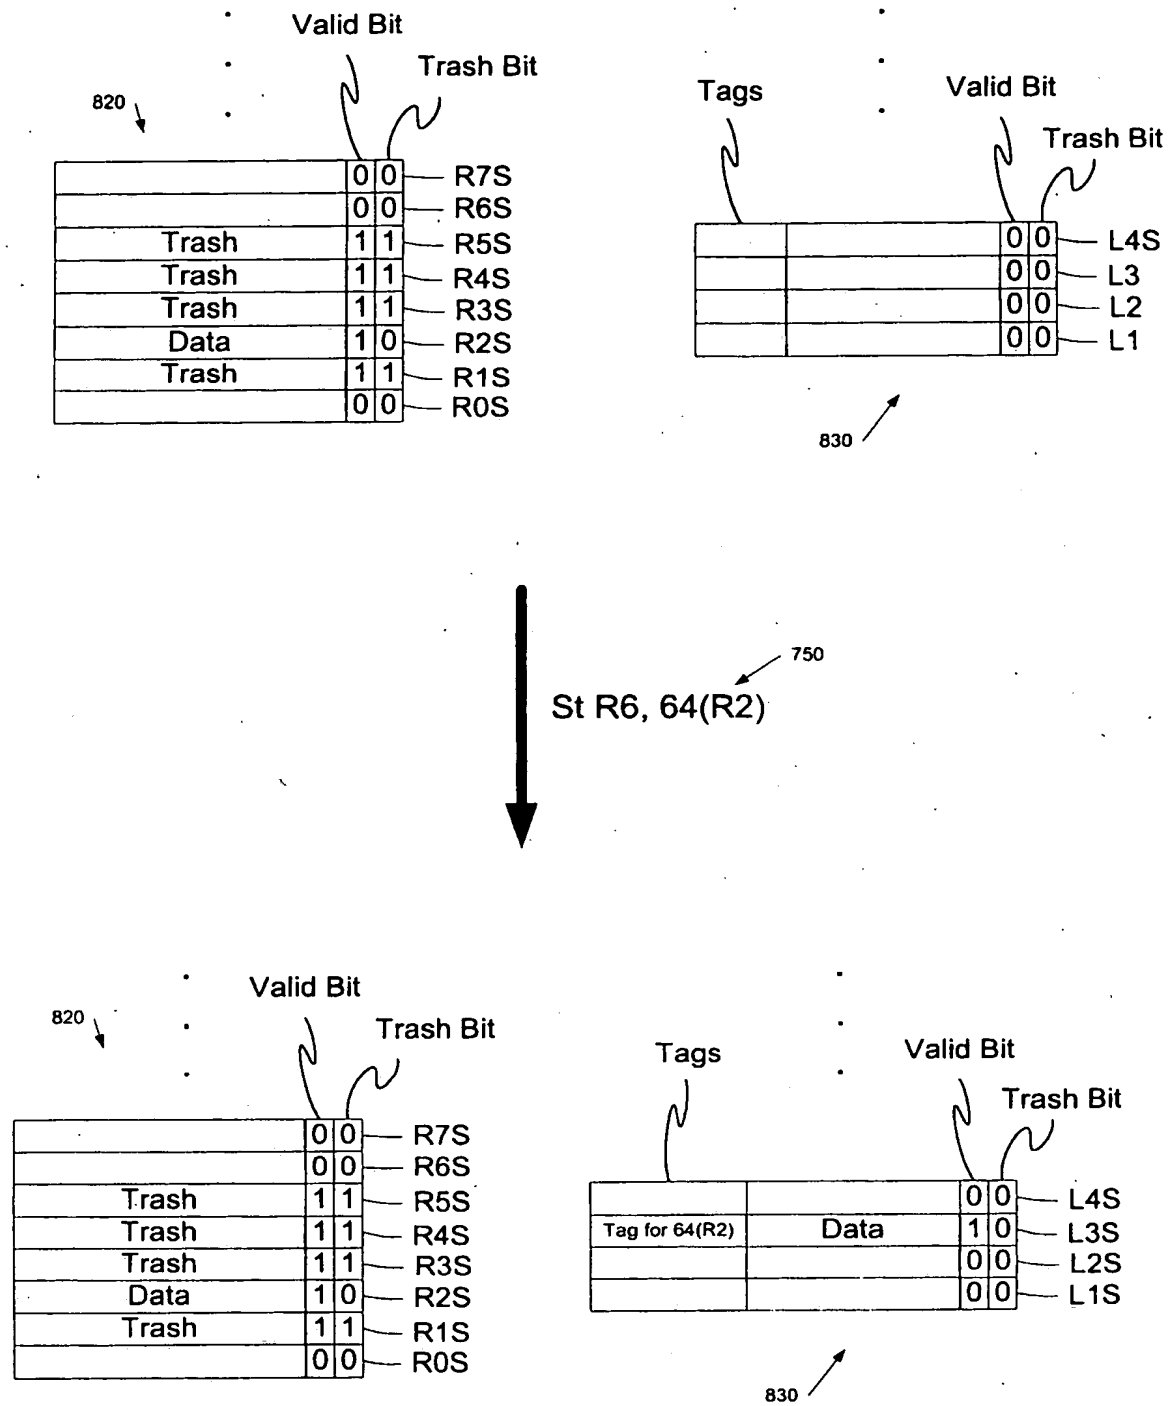 Valid Bit
Trash Bit
820
0 0 R7S
0 0 R6S
Trash 1 1 R5S
Trash 1 1 R4S
Trash 1 1 R3S
Data 1 0 R2S
Trash 1 1 R1S
0 0 R0S
Tags
Valid Bit
Trash Bit
0 0 L4S
0 0 L3
0 0 L2
0 0 L1
830
750
St R6, 64(R2)
Valid Bit
Trash Bit
820
0 0 R7S
0 0 R6S
Trash 1 1 R5S
Trash 1 1 R4S
Trash 1 1 R3S
Data 1 0 R2S
Trash 1 1 R1S
0 0 R0S
Tags
Valid Bit
Trash Bit
0 0 L4S
Tag for 64(R2) Data 1 0 L3S
0 0 L2S
0 0 L1S
830